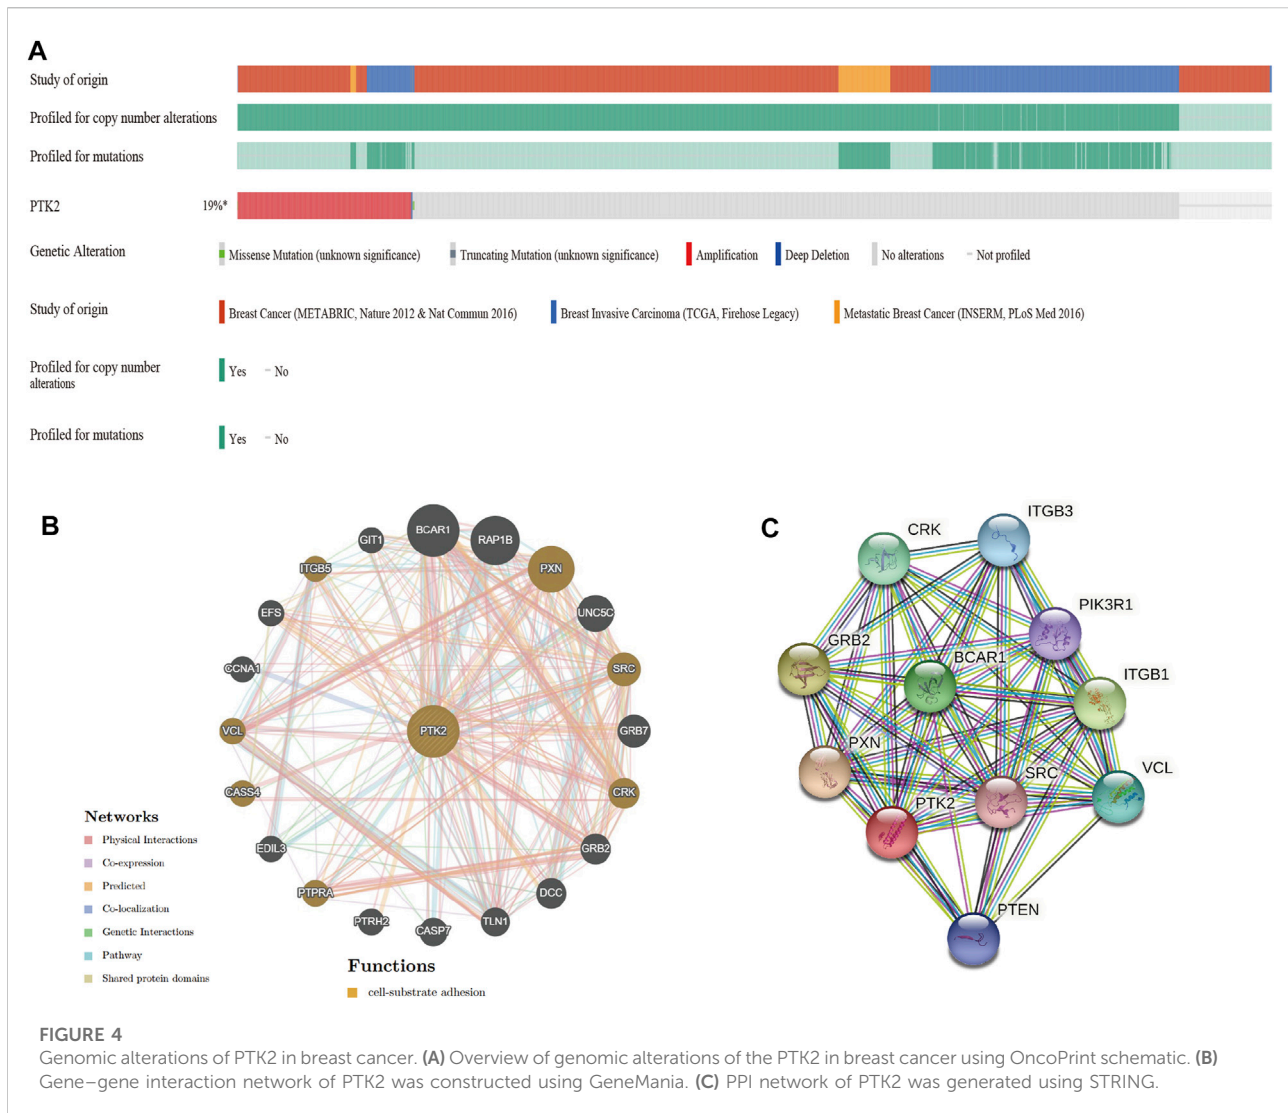 A
Study of origin
Profiled for copy number alterations
Profiled for mutations
PTK2 19%*
Genetic Alteration Missense Mutation (unknown significance) Truncating Mutation (unknown significance) Amplification Deep Deletion No alterations Not profiled
Study of origin Breast Cancer (METABRIC, Nature 2012 & Nat Commun 2016) Breast Invasive Carcinoma (TCGA, Firehose Legacy) Metastatic Breast Cancer (INSERM, PLoS Med 2016)
Profiled for copy number
alterations
Yes No
Profiled for mutations Yes No
B
BCAR1
RAP1B
PXN
UNC5C
SRC
GRB7
CRK
GRB2
DCC
TLN1
CASP7
PTRH2
PTPRA
EDIL3
CASS4
VCL
CCNA1
EFS
ITGB5
GIT1
PTK2
Networks
Physical Interactions
Co-expression
Predicted
Co-localization
Genetic Interactions
Pathway
Shared protein domains
Functions
cell-substrate adhesion
C
CRK
ITGB3
PIK3R1
GRB2
BCAR1
ITGB1
PXN
SRC
VCL
PTK2
PTEN
FIGURE 4
Genomic alterations of PTK2 in breast cancer. (A) Overview of genomic alterations of the PTK2 in breast cancer using OncoPrint schematic. (B)
Gene–gene interaction network of PTK2 was constructed using GeneMania. (C) PPI network of PTK2 was generated using STRING.